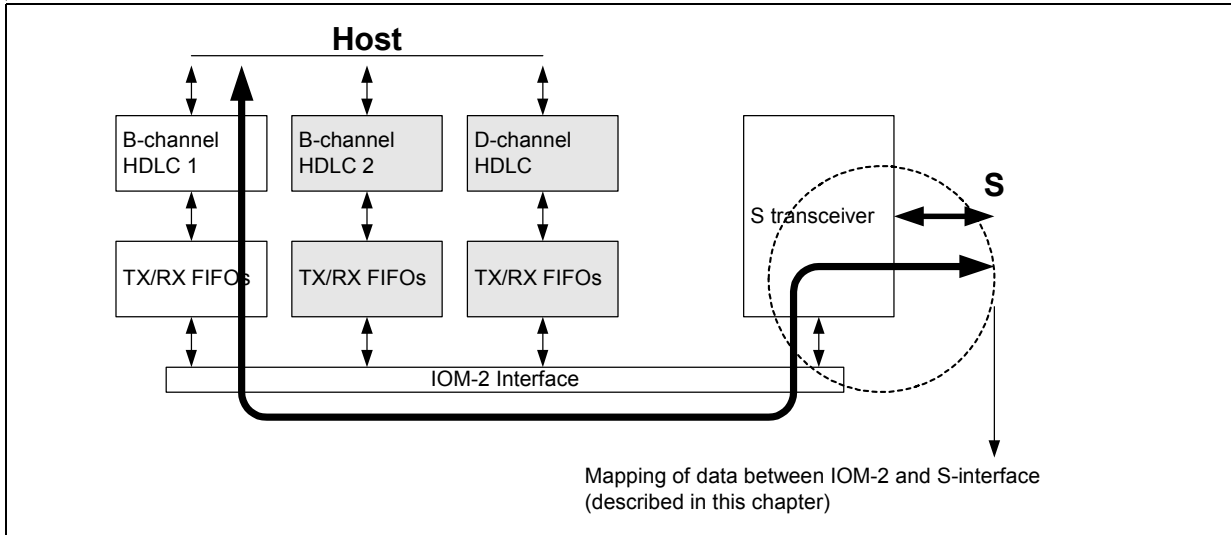 Host
B-channel
HDLC 1
B-channel
HDLC 2
D-channel
HDLC
S
S transceiver
TX/RX FIFOs
TX/RX FIFOs
TX/RX FIFOs
IOM-2 Interface
Mapping of data between IOM-2 and S-interface
(described in this chapter)